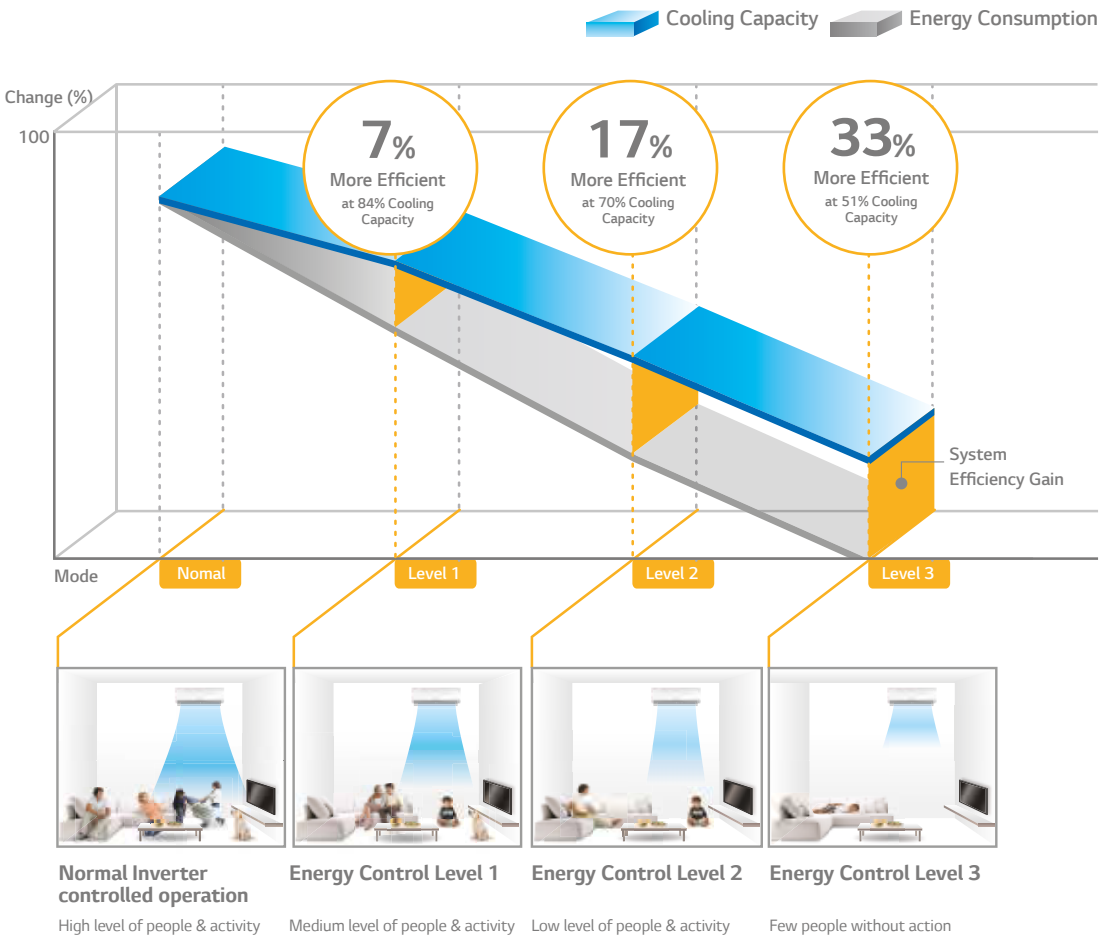 Cooling Capacity
Energy Consumption
Change (%)
100
7%
More Efficient
at 84% Cooling
Capacity
17%
More Efficient
at 70% Cooling
Capacity
33%
More Efficient
at 51% Cooling
Capacity
System
Efficiency Gain
Mode
Nomal
Level 1
Level 2
Level 3
Normal Inverter
controlled operation
High level of people & activity
Energy Control Level 1
Medium level of people & activity
Energy Control Level 2
Low level of people & activity
Energy Control Level 3
Few people without action